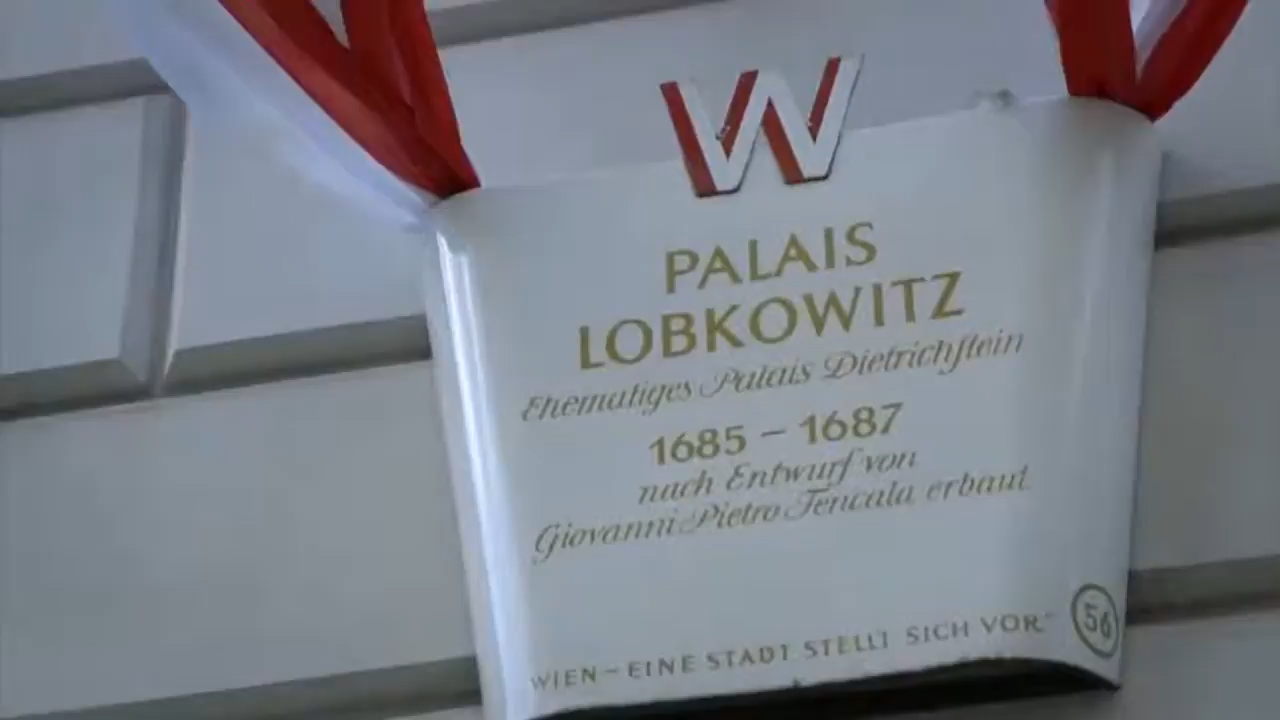 W
PALAIS
LOBKOWITZ
Ehemaliges Palais Dietrichstein
1685 – 1687
nach Entwurf von
Giovanni Pietro Tencala erbaut
WIEN – EINE STADT STELLT SICH VOR
56